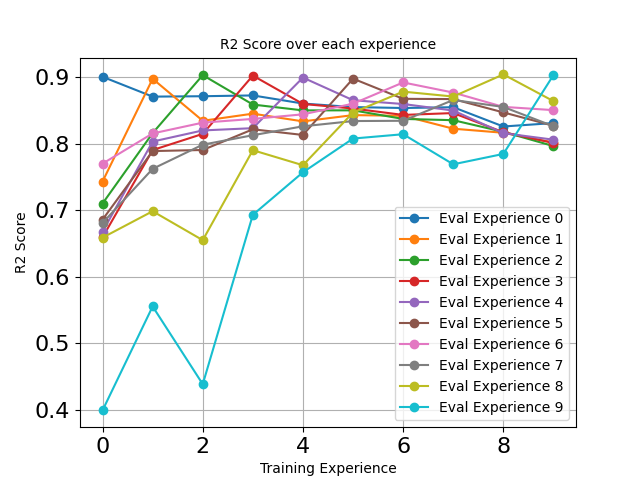 R2 Score over each experience
R2 Score
0.9
0.8
0.7
0.6
0.5
0.4
Eval Experience 0
Eval Experience 1
Eval Experience 2
Eval Experience 3
Eval Experience 4
Eval Experience 5
Eval Experience 6
Eval Experience 7
Eval Experience 8
Eval Experience 9
0 2 4 6 8
Training Experience